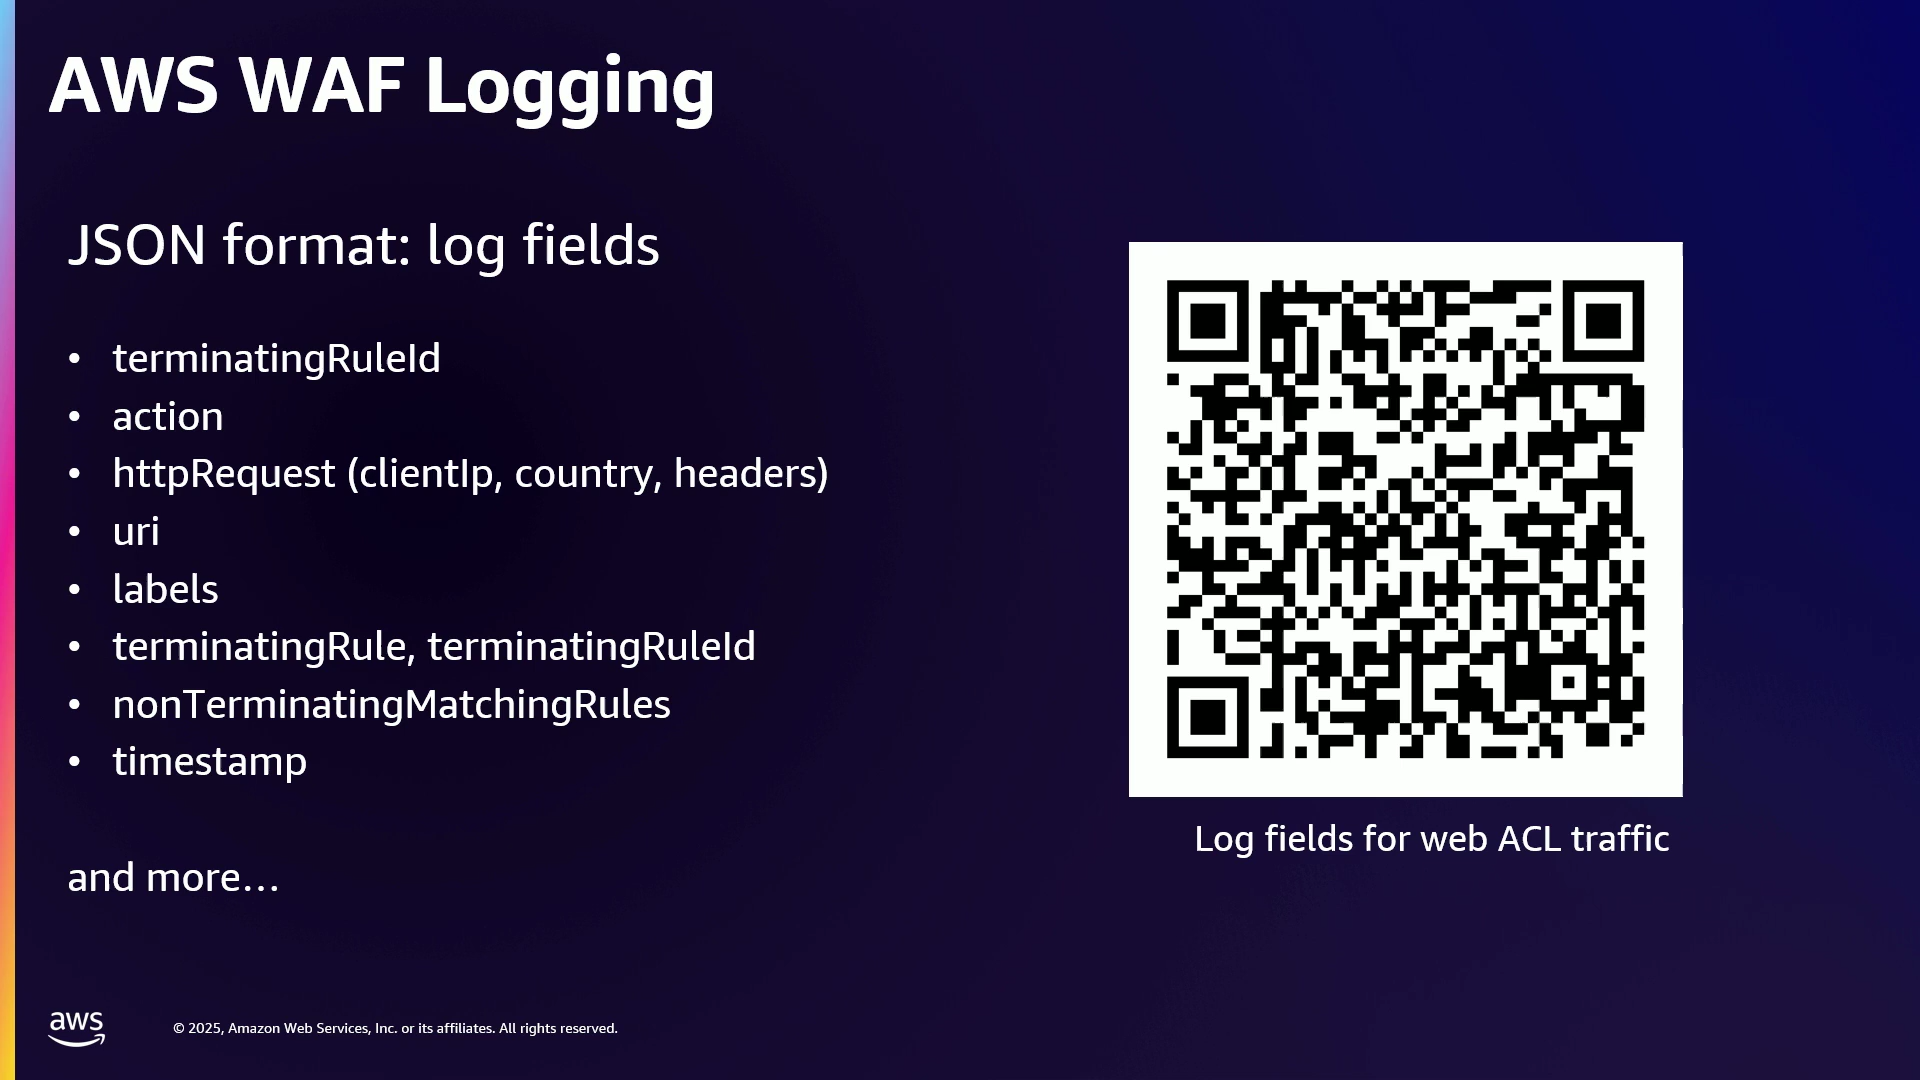 AWS WAF Logging
JSON format: log fields
• terminatingRuleId
• action
• httpRequest (clientIp, country, headers)
• uri
• labels
• terminatingRule, terminatingRuleId
• nonTerminatingMatchingRules
• timestamp
and more…
Log fields for web ACL traffic
aws
© 2025, Amazon Web Services, Inc. or its affiliates. All rights reserved.